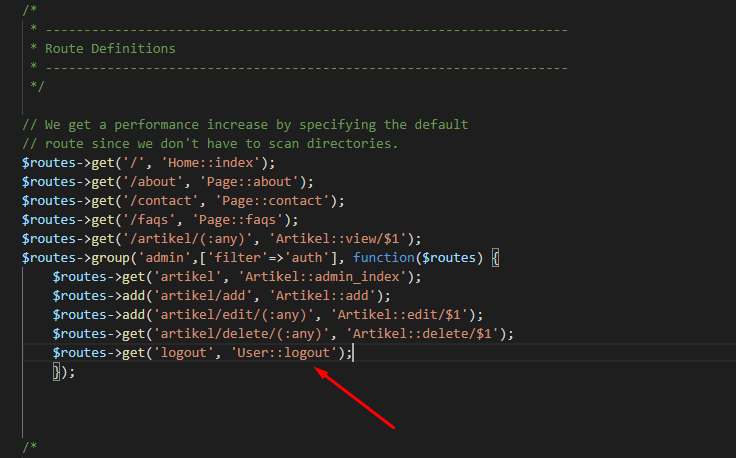 /*
 * -------------------------------------------------------------------
 * Route Definitions
 * -------------------------------------------------------------------
 */
// We get a performance increase by specifying the default
// route since we don't have to scan directories.
$routes->get('/', 'Home::index');
$routes->get('/about', 'Page::about');
$routes->get('/contact', 'Page::contact');
$routes->get('/faqs', 'Page::faqs');
$routes->get('/artikel/(:any)', 'Artikel::view/$1');
$routes->group('admin',['filter'=>'auth'], function($routes) {
    $routes->get('artikel', 'Artikel::admin_index');
    $routes->add('artikel/add', 'Artikel::add');
    $routes->add('artikel/edit/(:any)', 'Artikel::edit/$1');
    $routes->get('artikel/delete/(:any)', 'Artikel::delete/$1');
    $routes->get('logout', 'User::logout');
    });
/*